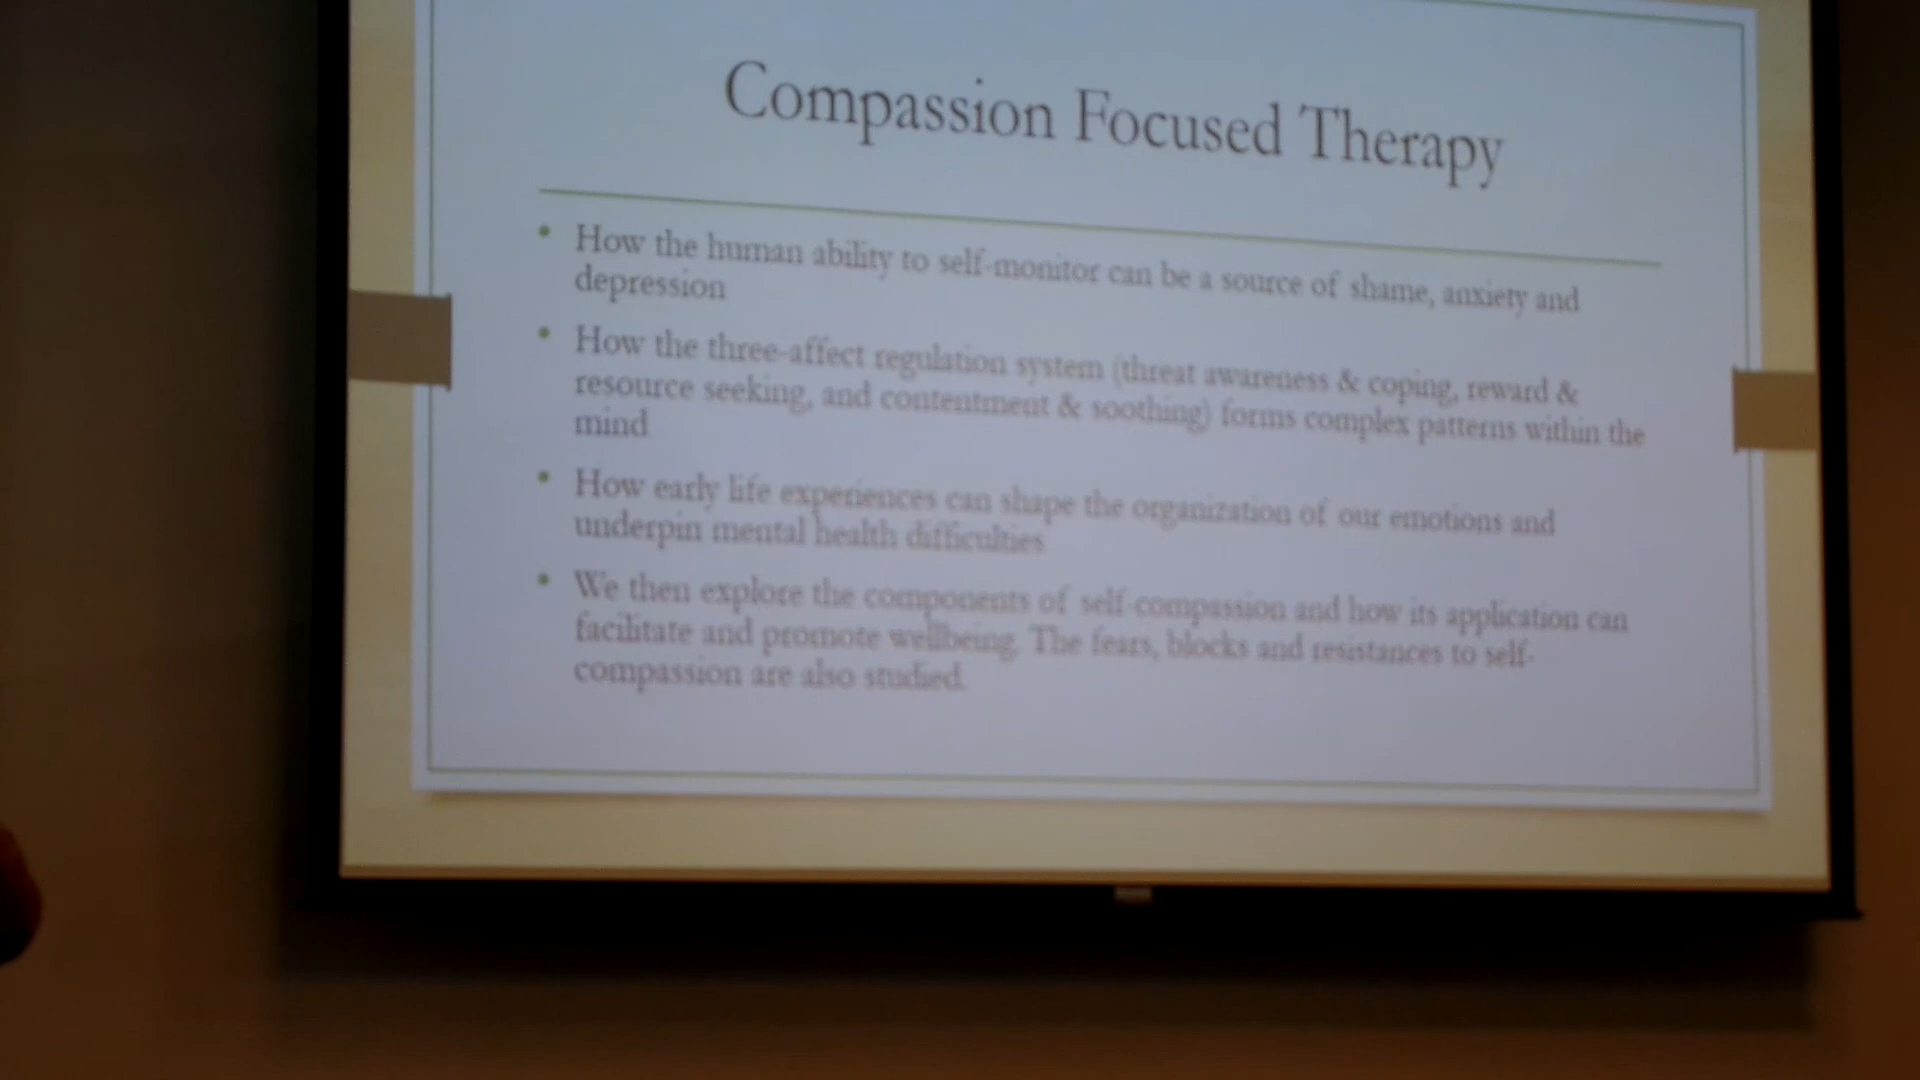 Compassion Focused Therapy
• How the human ability to self-monitor can be a source of shame, anxiety and
depression
• How the three-affect regulation system (threat awareness & coping, reward &
resource seeking, and contentment & soothing) forms complex patterns within the
mind
• How early life experiences can shape the organization of our emotions and
underpin mental health difficulties
• We then explore the components of self-compassion and how its application can
facilitate and promote wellbeing. The fears, blocks and resistances to self-
compassion are also studied.